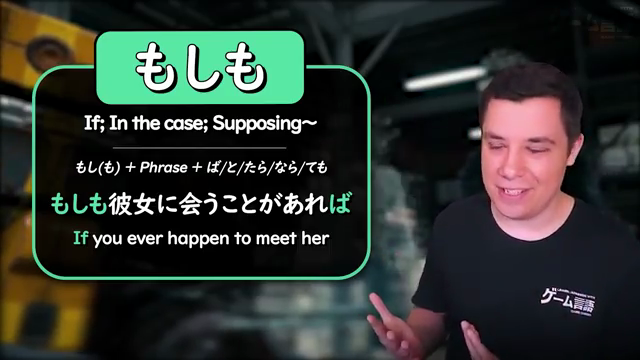 もしも
If; In the case; Supposing～
もし(も) + Phrase + ば/と/たら/なら/ても
もしも彼女に会うことがあれば
If you ever happen to meet her
ゲーム言語